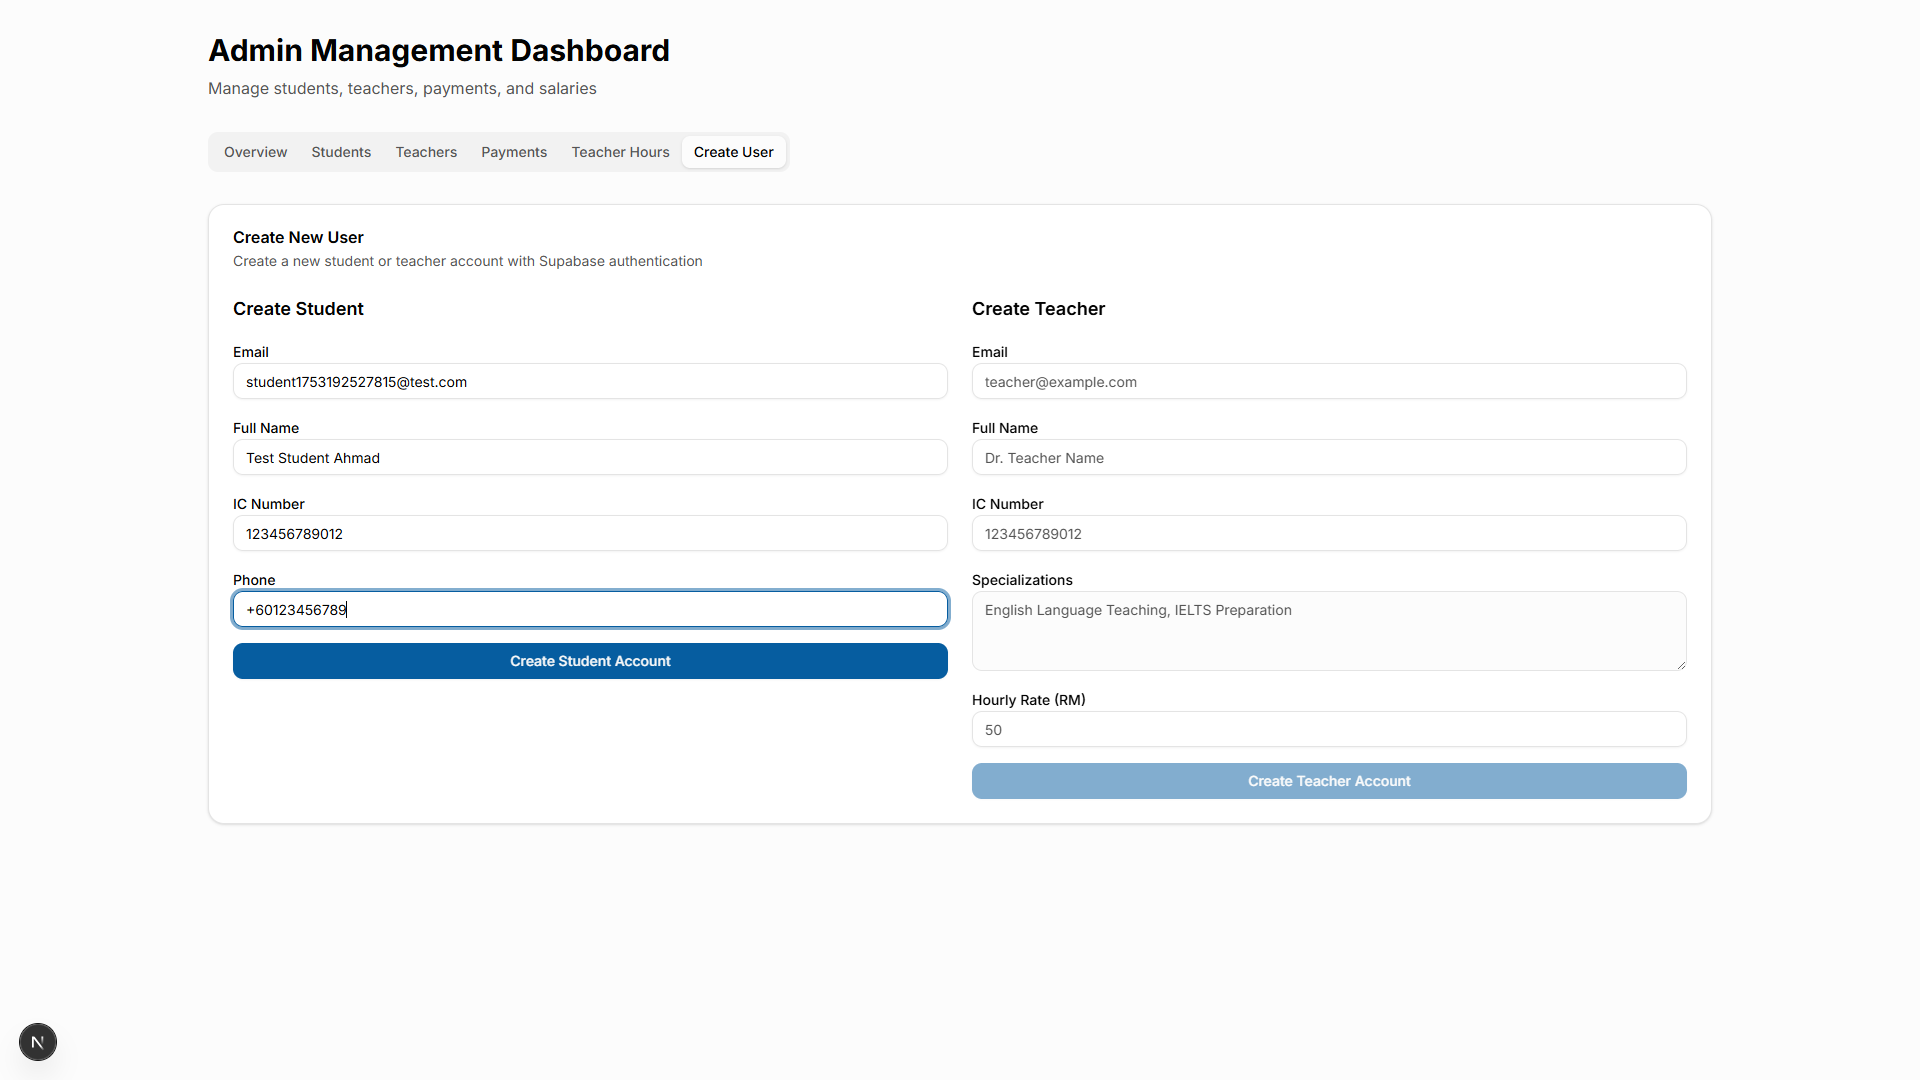 Admin Management Dashboard
Manage students, teachers, payments, and salaries
Overview Students Teachers Payments Teacher Hours Create User
Create New User
Create a new student or teacher account with Supabase authentication
Create Student
Email
student1753192527815@test.com
Full Name
Test Student Ahmad
IC Number
123456789012
Phone
+60123456789
Create Student Account
Create Teacher
Email
teacher@example.com
Full Name
Dr. Teacher Name
IC Number
123456789012
Specializations
English Language Teaching, IELTS Preparation
Hourly Rate (RM)
50
Create Teacher Account
N